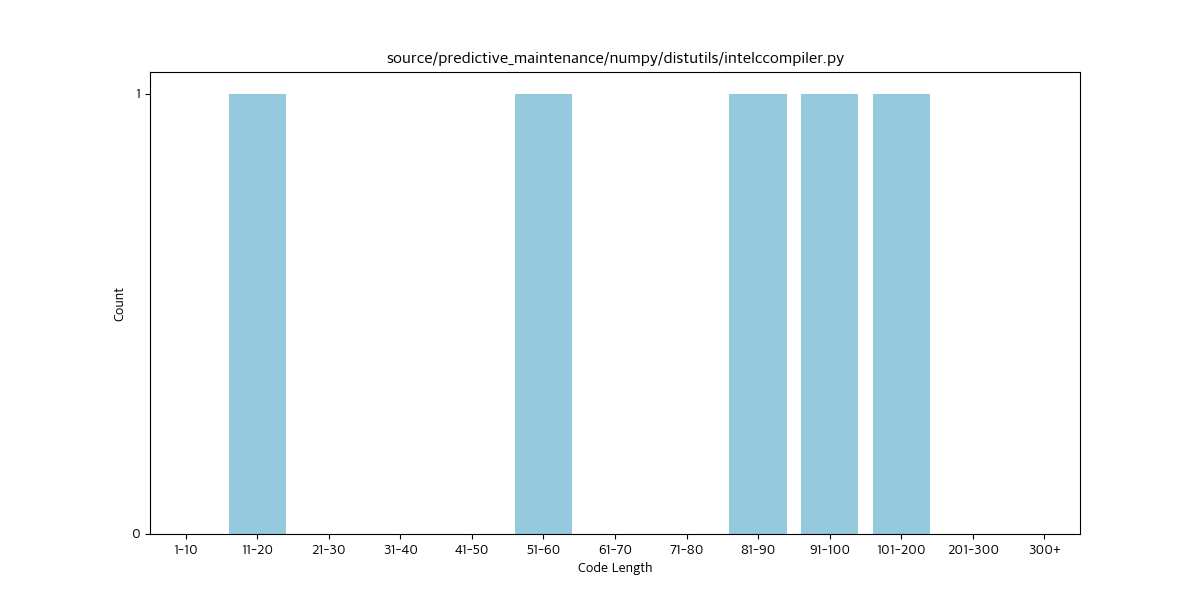 source/predictive_maintenance/numpy/distutils/intelccompiler.py
1
Count
0
1-10 11-20 21-30 31-40 41-50 51-60 61-70 71-80 81-90 91-100 101-200 201-300 300+
Code Length